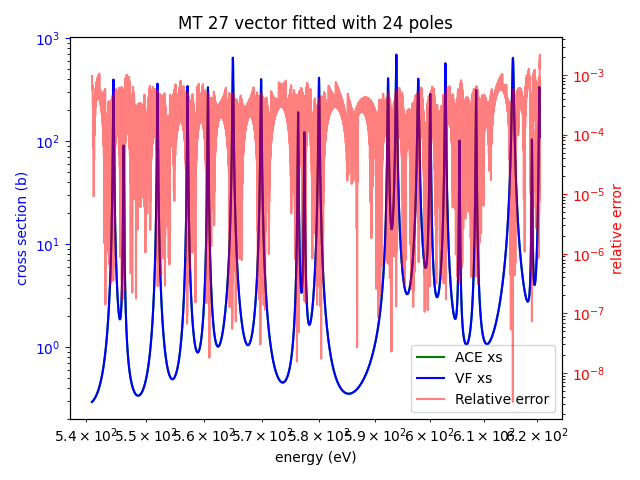 MT 27 vector fitted with 24 poles
10³
10²
10¹
10⁰
cross section (b)
10⁻³
10⁻⁴
10⁻⁵
10⁻⁶
10⁻⁷
10⁻⁸
relative error
ACE xs
VF xs
Relative error
5.4 × 10² 5.5 × 10² 5.6 × 10² 5.7 × 10² 5.8 × 10² 5.9 × 10² 6 × 10² 6.1 × 10² 6.2 × 10²
energy (eV)